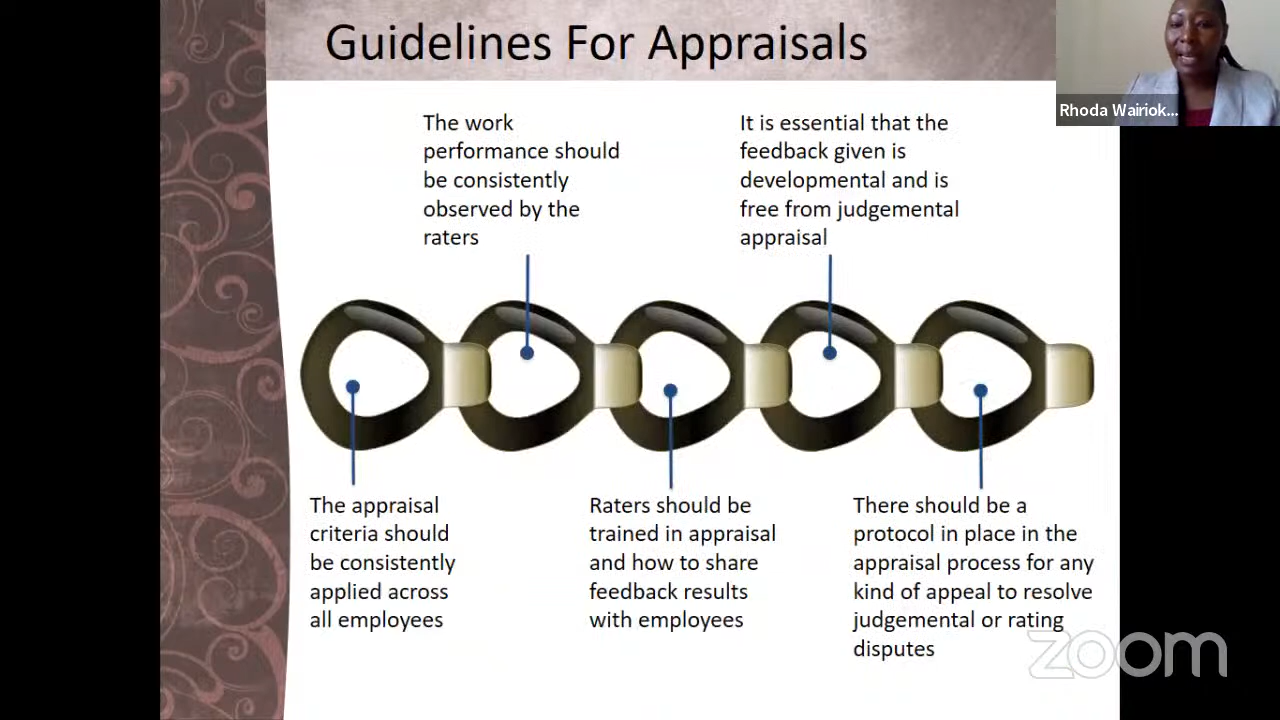 Guidelines For Appraisals
Rhoda Wairiok...
The work
performance should
be consistently
observed by the
raters
It is essential that the
feedback given is
developmental and is
free from judgemental
appraisal
The appraisal
criteria should
be consistently
applied across
all employees
Raters should be
trained in appraisal
and how to share
feedback results
with employees
There should be a
protocol in place in the
appraisal process for any
kind of appeal to resolve
judgemental or rating
disputes
zoom